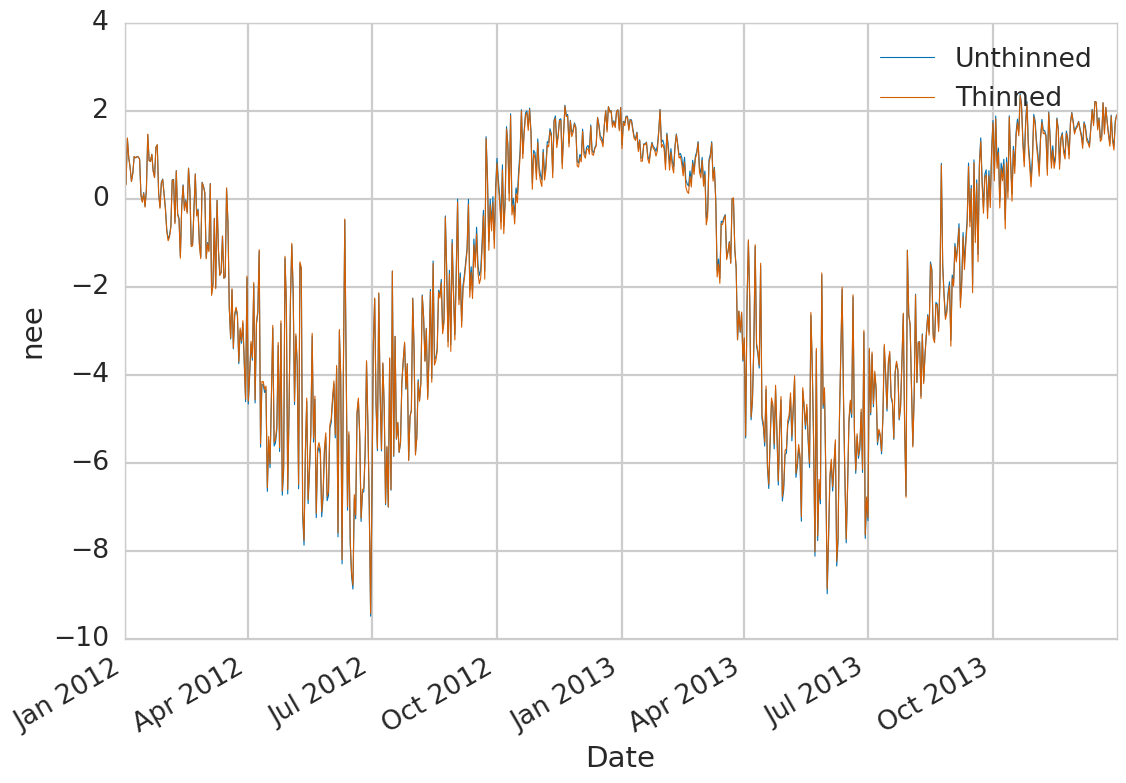 4
Unthinned
Thinned
2
0
−2
nee
−4
−6
−8
−10
Jan 2012
Apr 2012
Jul 2012
Oct 2012
Jan 2013
Apr 2013
Jul 2013
Oct 2013
Date